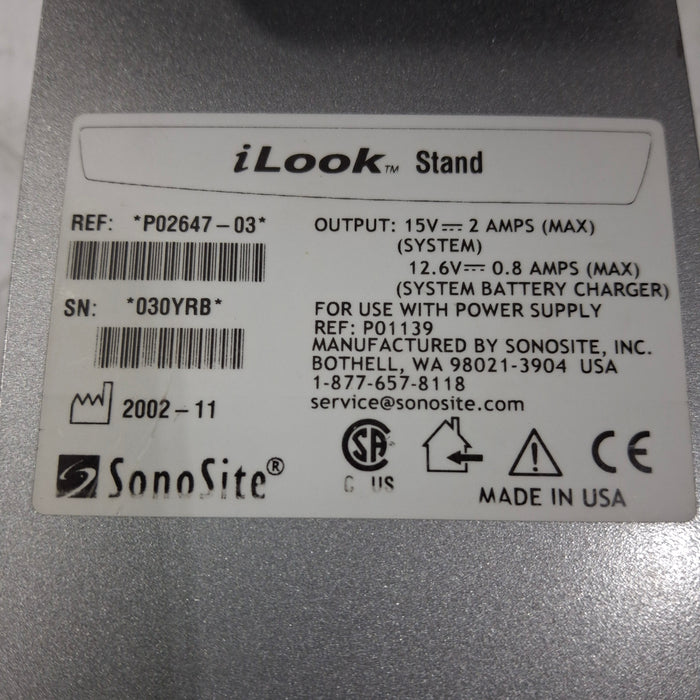 iLook™ Stand
REF: *P02647-03*
SN: *030YRB*
2002-11
SonoSite®
OUTPUT: 15V⎓ 2 AMPS (MAX)
(SYSTEM)
12.6V⎓ 0.8 AMPS (MAX)
(SYSTEM BATTERY CHARGER)
FOR USE WITH POWER SUPPLY
REF: P01139
MANUFACTURED BY SONOSITE, INC.
BOTHELL, WA 98021-3904 USA
1-877-657-8118
service@sonosite.com
SA
C US
CE
MADE IN USA